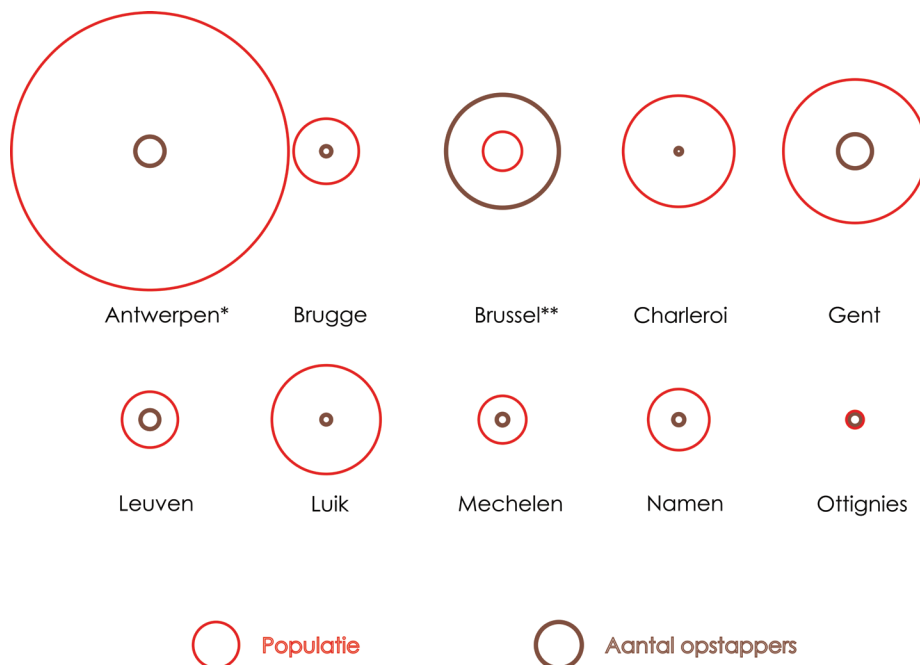 Antwerpen* Brugge Brussel** Charleroi Gent
Leuven Luik Mechelen Namen Ottignies
Populatie Aantal opstappers